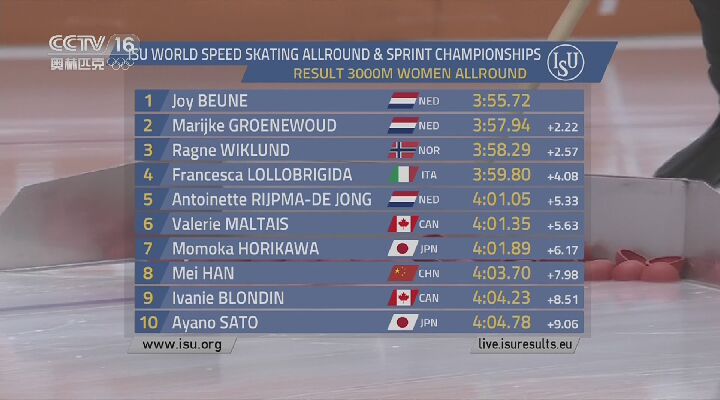 CCTV 16
奥林匹克
ISU WORLD SPEED SKATING ALLROUND & SPRINT CHAMPIONSHIPS
RESULT 3000M WOMEN ALLROUND
ISU
1 Joy BEUNE NED 3:55.72
2 Marijke GROENEWOUD NED 3:57.94 +2.22
3 Ragne WIKLUND NOR 3:58.29 +2.57
4 Francesca LOLLOBRIGIDA ITA 3:59.80 +4.08
5 Antoinette RIJPMA-DE JONG NED 4:01.05 +5.33
6 Valerie MALTAIS CAN 4:01.35 +5.63
7 Momoka HORIKAWA JPN 4:01.89 +6.17
8 Mei HAN CHN 4:03.70 +7.98
9 Ivanie BLONDIN CAN 4:04.23 +8.51
10 Ayano SATO JPN 4:04.78 +9.06
www.isu.org live.isuresults.eu